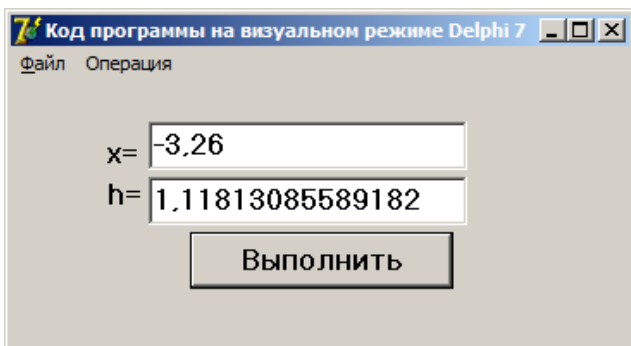 Код программы на визуальном режиме Delphi 7
Файл Операция
x= -3,26
h= 1,11813085589182
Выполнить